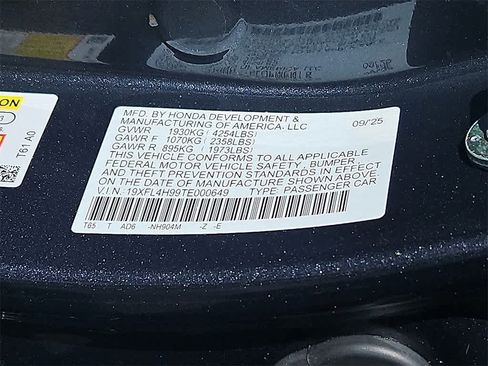 MFD. BY HONDA DEVELOPMENT &
MANUFACTURING OF AMERICA, LLC 09/25
GVWR 1930KG (4254LBS)
GAWR F 1070KG (2358LBS)
GAWR R 895KG (1973LBS)
THIS VEHICLE CONFORMS TO ALL APPLICABLE
FEDERAL MOTOR VEHICLE SAFETY, BUMPER,
AND THEFT PREVENTION STANDARDS IN EFFECT
ON THE DATE OF MANUFACTURE SHOWN ABOVE.
V.I.N: 19XFL4H99TE000649 TYPE: PASSENGER CAR
T65 T AD6 -NH904M -Z -E
ION
T61 A0